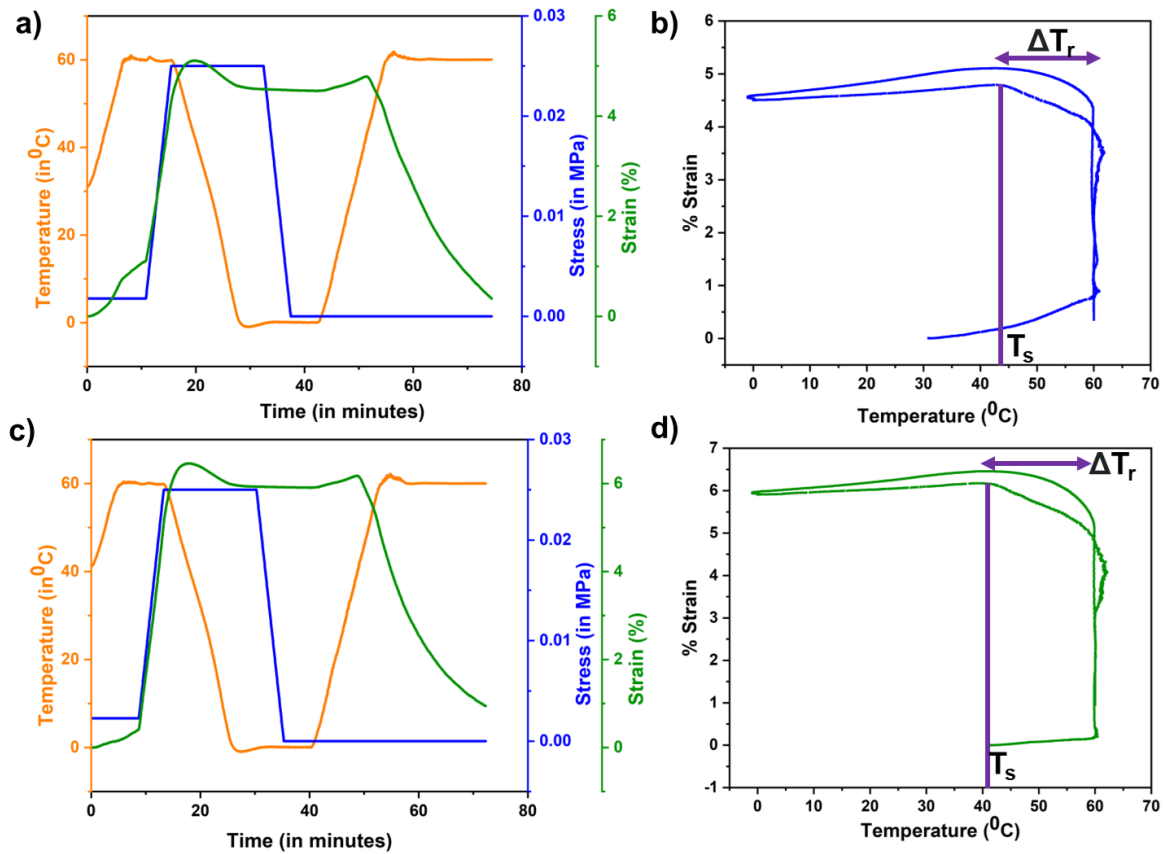 a)
Temperature (in⁰C)
60
40
20
0
0 20 40 60 80
Time (in minutes)
0.03
0.02
0.01
0.00
Stress (in MPa)
6
4
2
0
Strain (%)
b)
ΔTr
Ts
% Strain
6
5
4
3
2
1
0
0 10 20 30 40 50 60 70
Temperature (⁰C)
c)
Temperature (in⁰C)
60
40
20
0
0 20 40 60 80
Time (in minutes)
0.03
0.02
0.01
0.00
Stress (in MPa)
6
4
2
0
Strain (%)
d)
ΔTr
Ts
% Strain
7
6
5
4
3
2
1
0
-1
0 10 20 30 40 50 60 70
Temperature (⁰C)